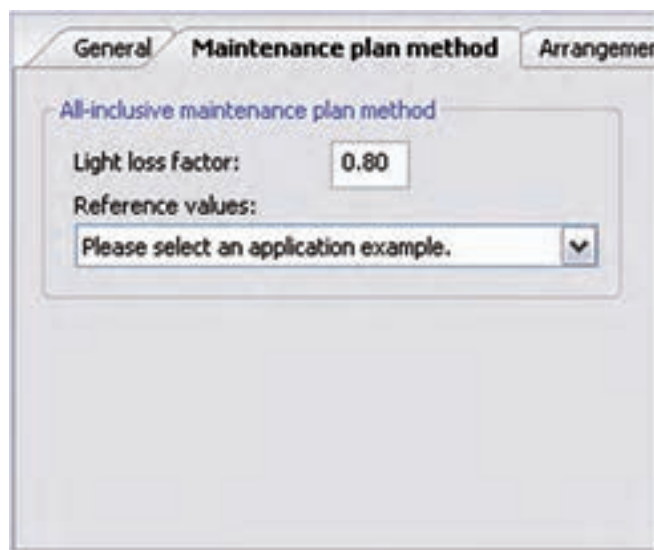 General Maintenance plan method Arrangemer
All-inclusive maintenance plan method
Light loss factor: 0.80
Reference values:
Please select an application example.